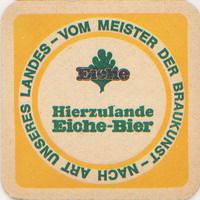 VOM MEISTER DER BRAUKUNST - NACH ART UNSERES LANDES -
Eiche
Hierzulande
Eiche-Bier